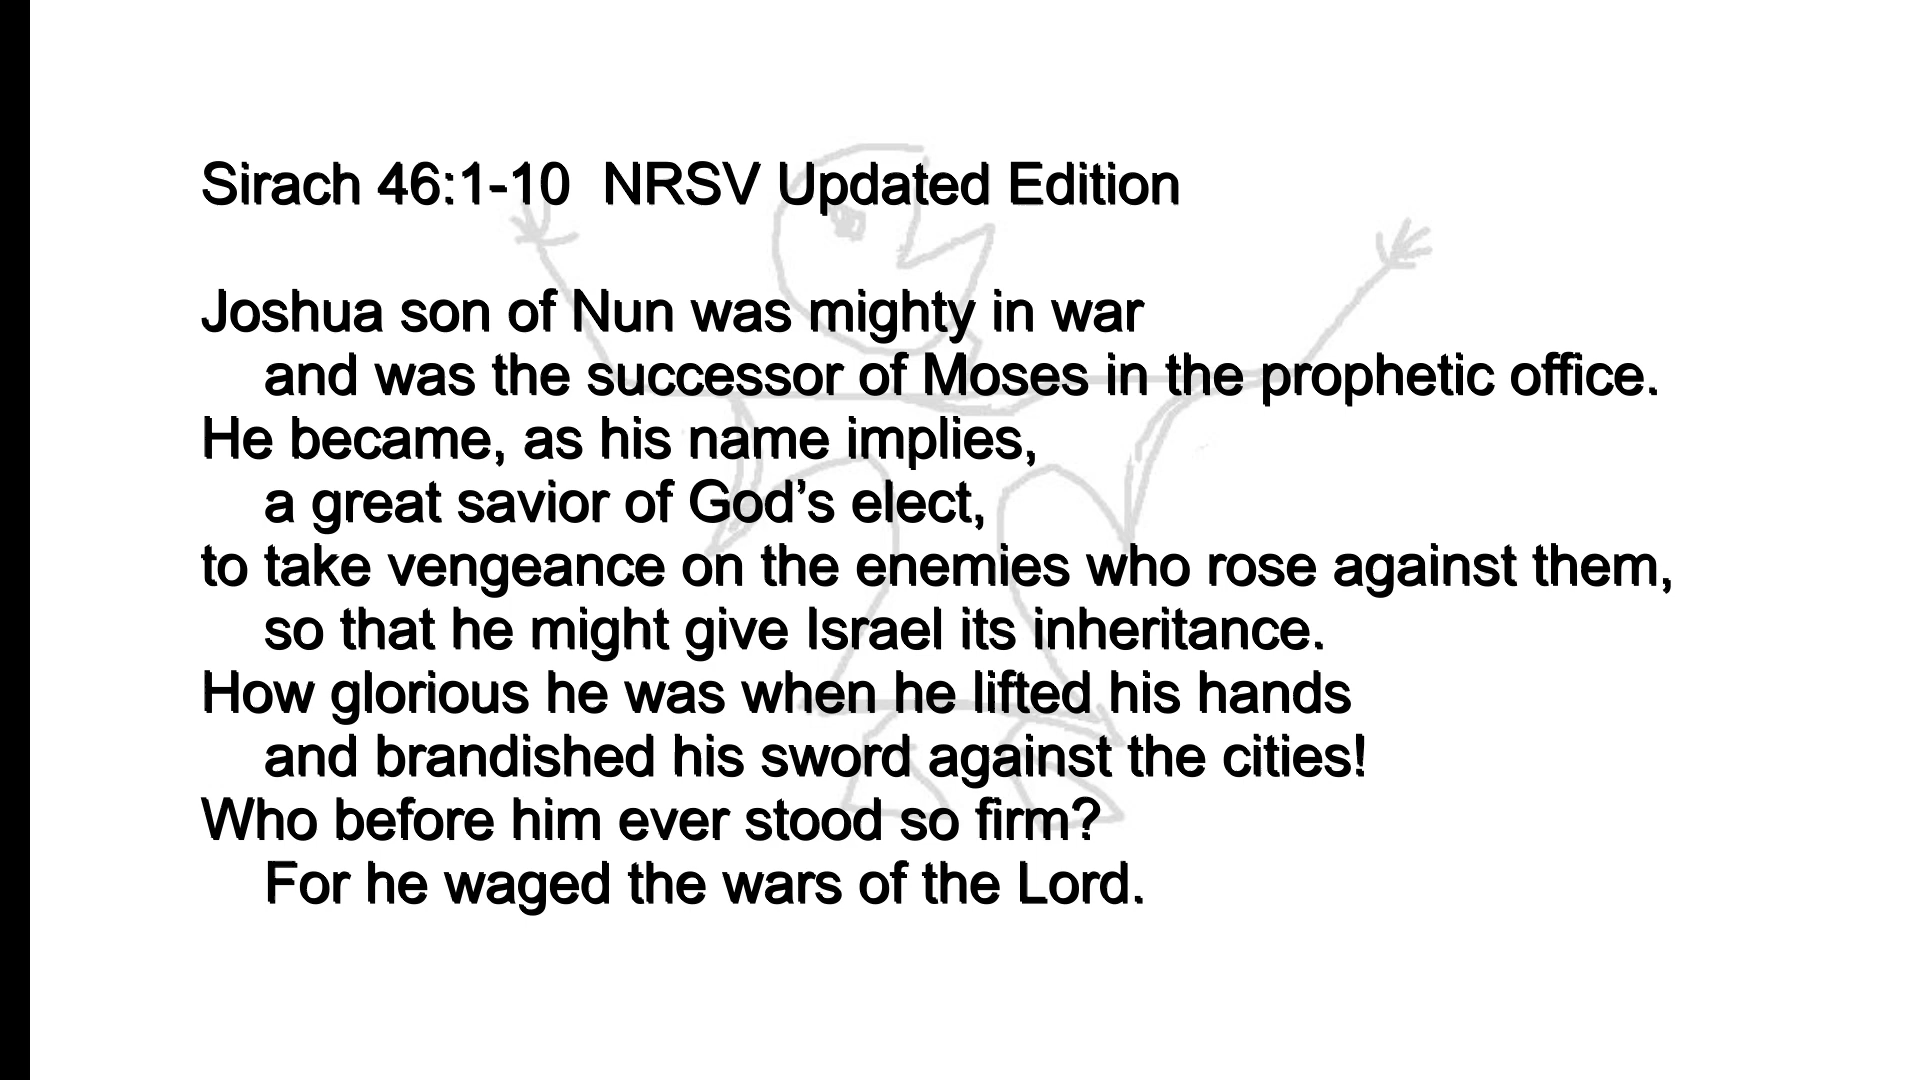 Sirach 46:1-10  NRSV Updated Edition
Joshua son of Nun was mighty in war
and was the successor of Moses in the prophetic office.
He became, as his name implies,
a great savior of God’s elect,
to take vengeance on the enemies who rose against them,
so that he might give Israel its inheritance.
How glorious he was when he lifted his hands
and brandished his sword against the cities!
Who before him ever stood so firm?
For he waged the wars of the Lord.